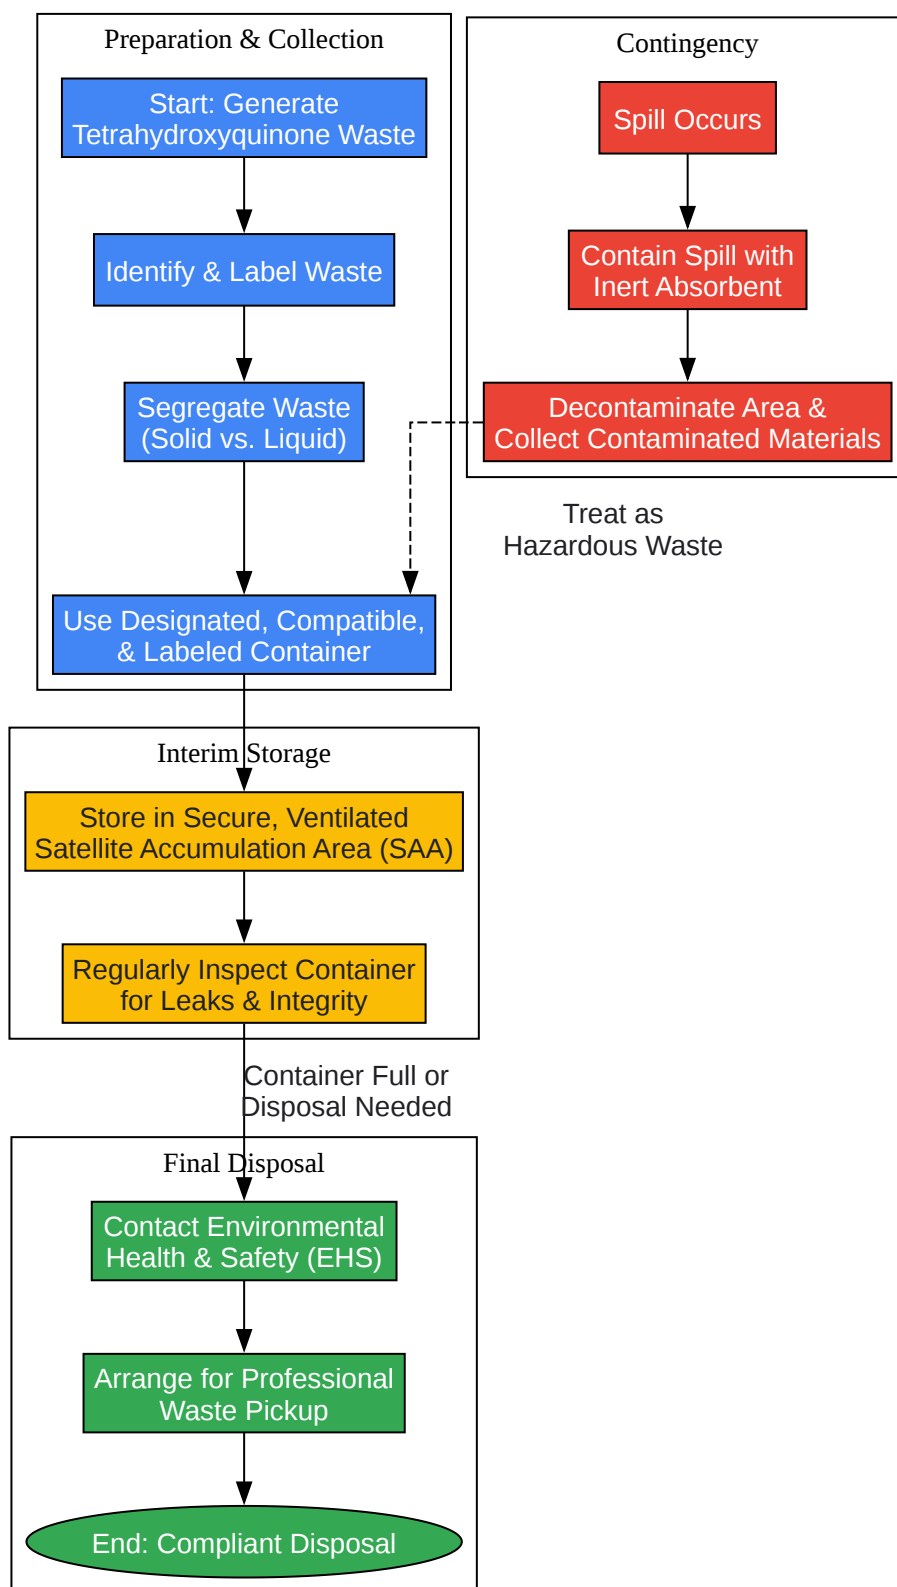 Preparation & Collection
Start: Generate
Tetrahydroxyquinone Waste
Identify & Label Waste
Segregate Waste
(Solid vs. Liquid)
Use Designated, Compatible,
& Labeled Container
Contingency
Spill Occurs
Contain Spill with
Inert Absorbent
Decontaminate Area &
Collect Contaminated Materials
Treat as
Hazardous Waste
Interim Storage
Store in Secure, Ventilated
Satellite Accumulation Area (SAA)
Regularly Inspect Container
for Leaks & Integrity
Container Full or
Disposal Needed
Final Disposal
Contact Environmental
Health & Safety (EHS)
Arrange for Professional
Waste Pickup
End: Compliant Disposal